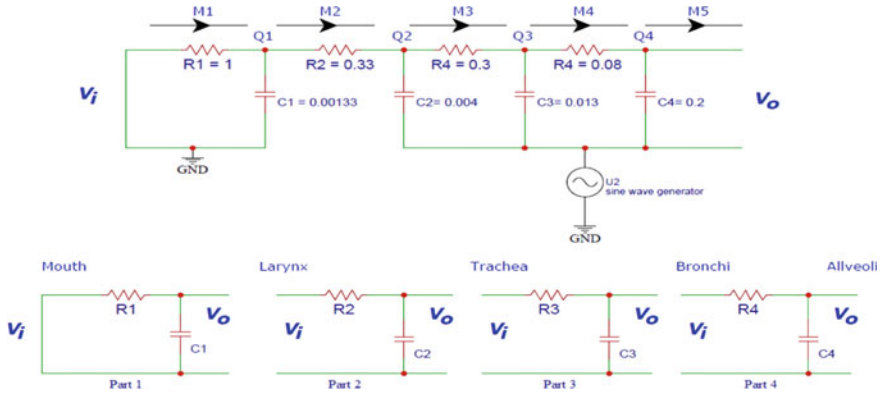 M1 M2 M3 M4 M5
Q1 Q2 Q3 Q4
R1 = 1 R2 = 0.33 R4 = 0.3 R4 = 0.08
Vi C1 = 0.00133 C2= 0.004 C3= 0.013 C4= 0.2 Vo
GND
U2
sine wave generator
GND
Mouth Larynx Trachea Bronchi Allveoli
R1 R2 R3 R4
Vi Vo Vi Vo Vi Vo Vi Vo
C1 C2 C3 C4
Part 1 Part 2 Part 3 Part 4